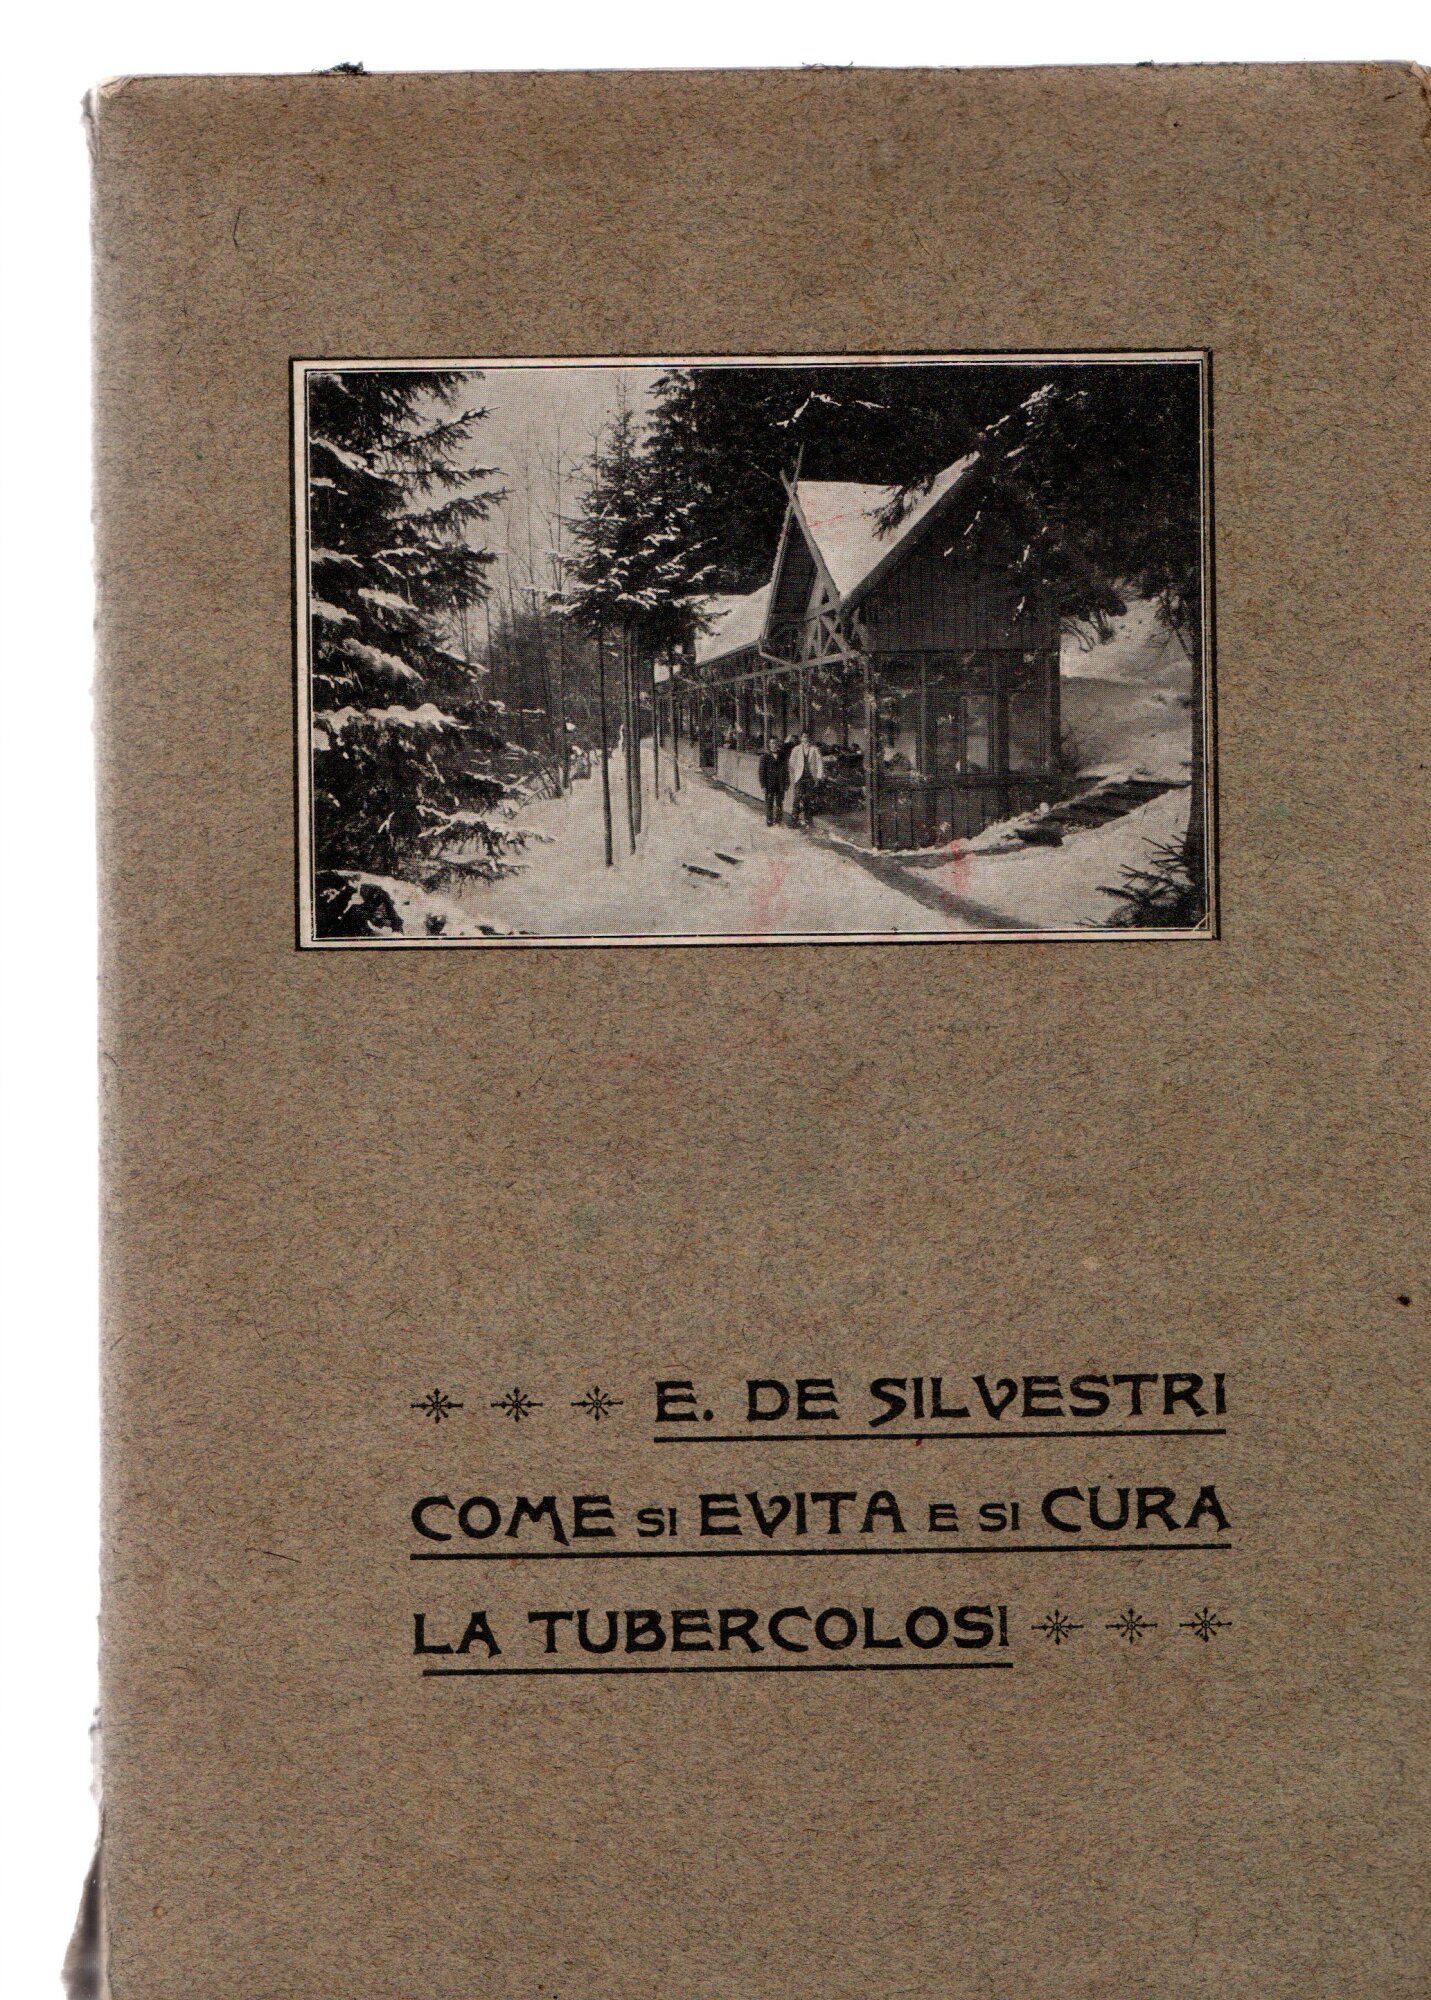 E. DE SILVESTRI
COME SI EVITA E SI CURA
LA TUBERCOLOSI